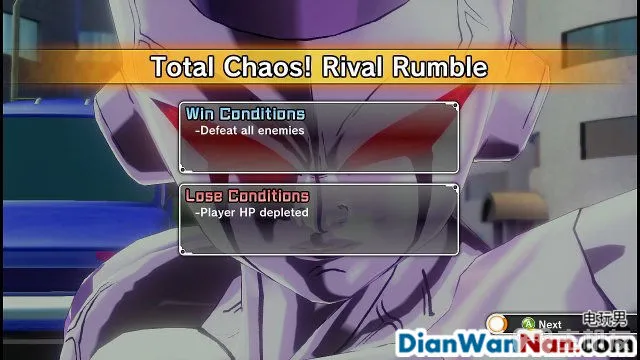 Total Chaos! Rival Rumble
Win Conditions
-Defeat all enemies
Lose Conditions
-Player HP depleted
A Next
电玩男
DianWanNan.com